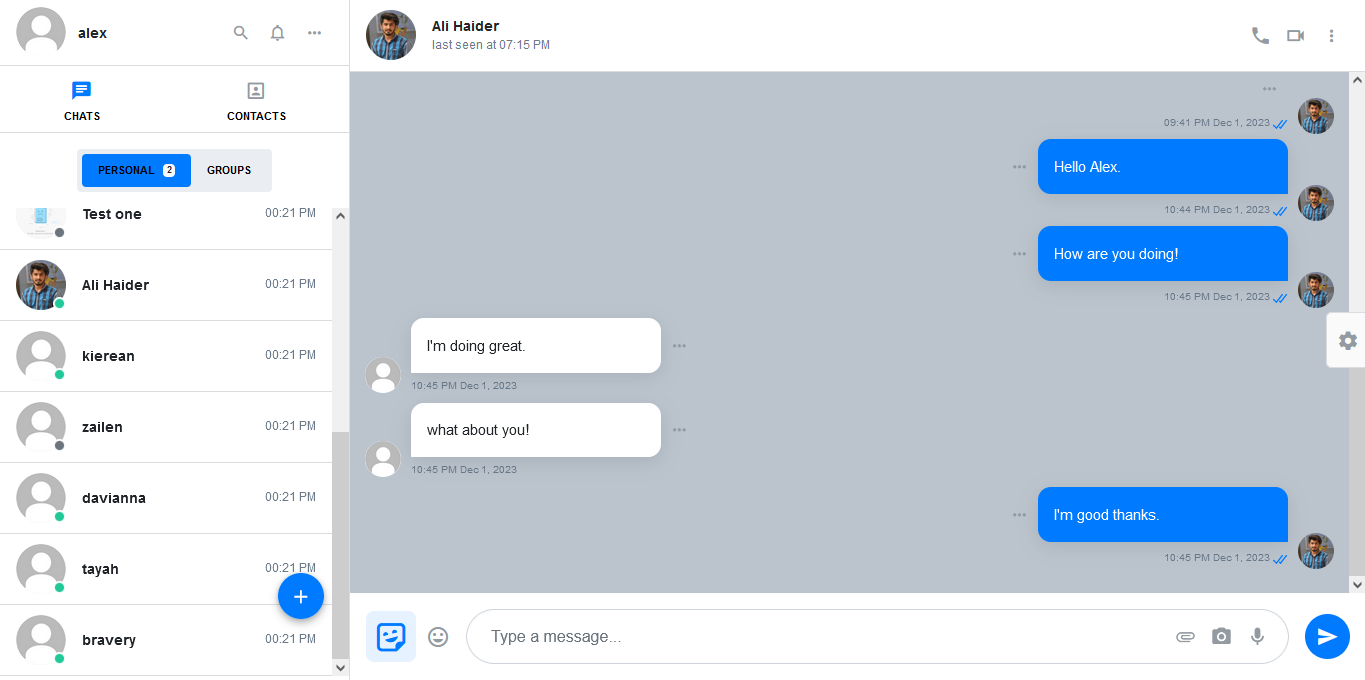 alex
CHATS
CONTACTS
PERSONAL 2
GROUPS
Test one 00:21 PM
Ali Haider 00:21 PM
kierean 00:21 PM
zailen 00:21 PM
davianna 00:21 PM
tayah 00:21 PM
bravery 00:21 PM
Ali Haider
last seen at 07:15 PM
09:41 PM Dec 1, 2023
Hello Alex.
10:44 PM Dec 1, 2023
How are you doing!
10:45 PM Dec 1, 2023
I'm doing great.
10:45 PM Dec 1, 2023
what about you!
10:45 PM Dec 1, 2023
I'm good thanks.
10:45 PM Dec 1, 2023
Type a message...